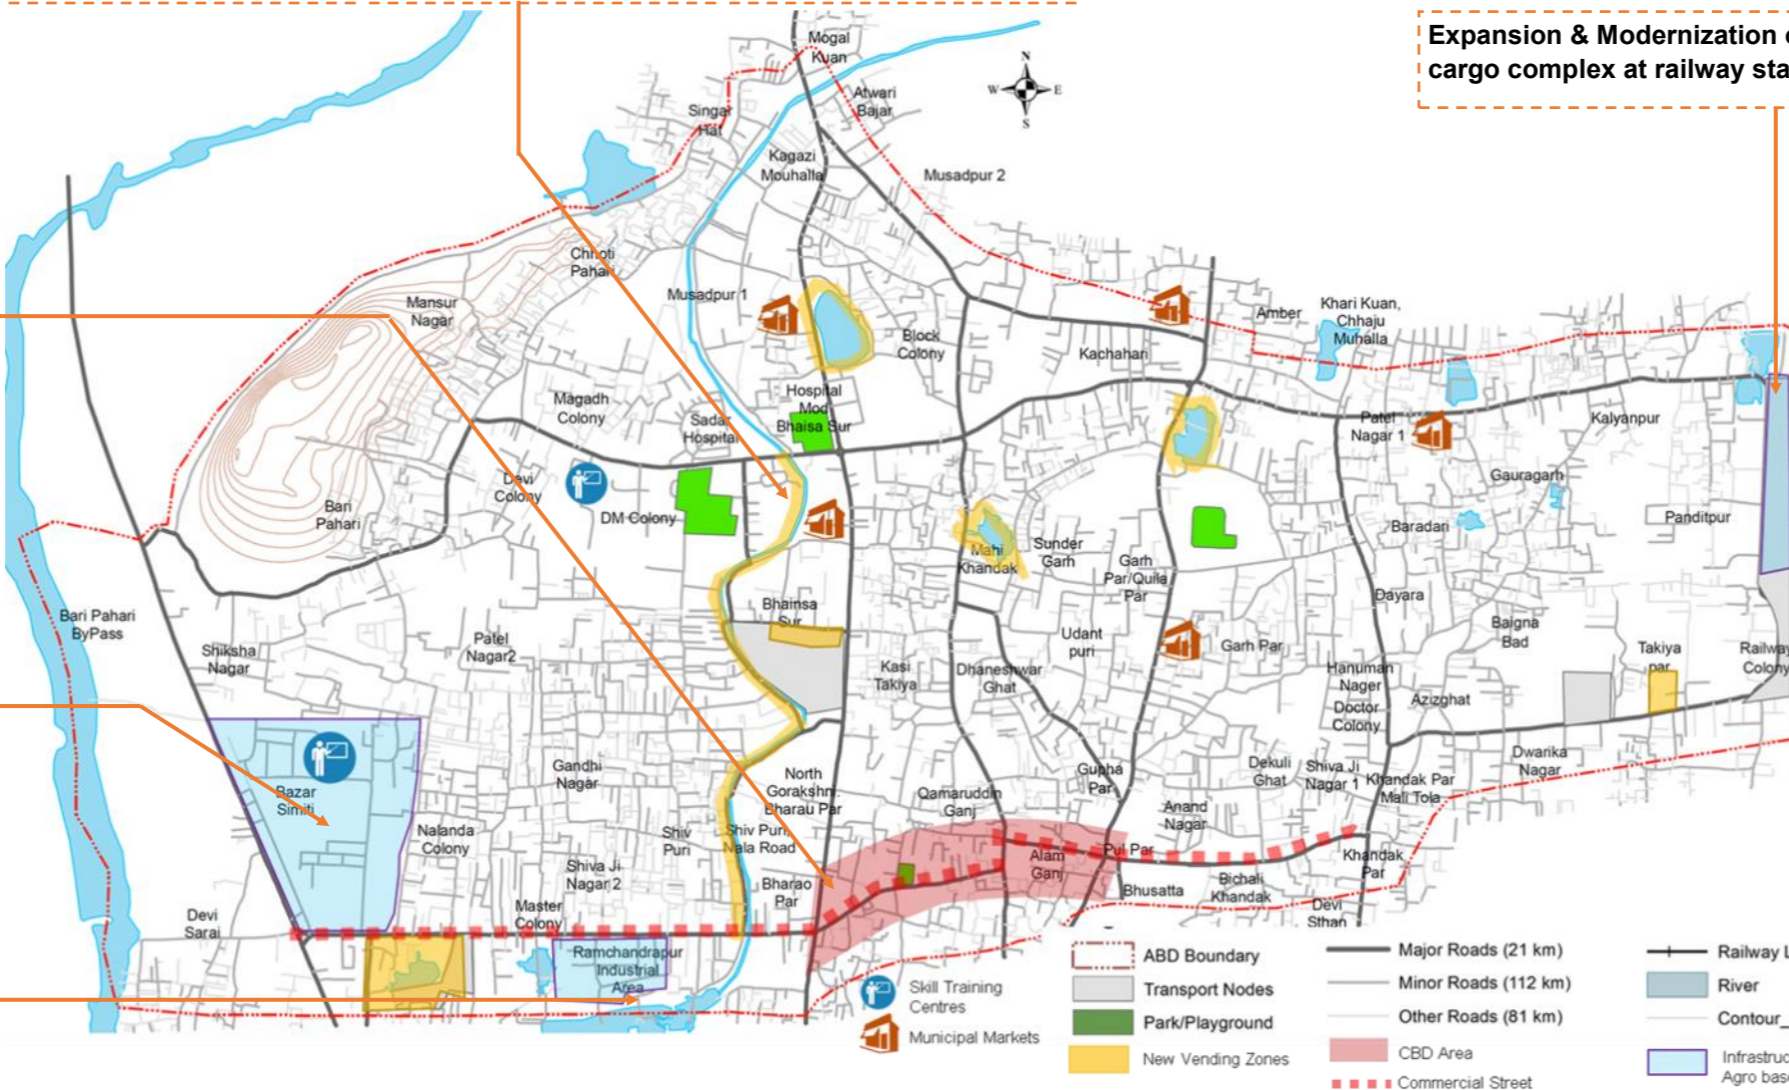 Expansion & Modernization
cargo complex at railway
N
W
E
S
Mogal
Kuan
Atwari
Bajar
Singar
Hat
Kagazi
Mouhalla
Musadpur 2
Chhoti
Pahari
Mansur
Nagar
Musadpur 1
Block
Colony
Amber
Khari Kuan,
Chhaju
Muhalla
Kachahari
Magadh
Colony
Sadar
Hospital
Hospital
Mod
Bhaisa Sur
Patel
Nagar 1
Kalyanpur
Devi
Colony
Bari
Pahari
DM Colony
Gauragarh
Baradari
Panditpur
Mahi
Khandak
Sunder
Garh
Garh
Par/Quila
Par
Dayara
Bari Pahari
ByPass
Bhainsa
Sur
Shiksha
Nagar
Patel
Nagar2
Kasi
Takiya
Dhaneshwar
Ghat
Udant
puri
Garh Par
Baigna
Bad
Takiya
par
Railway
Colony
Hanuman
Nager
Doctor
Colony
Azizghat
Bazar
Simiti
Gandhi
Nagar
North
Gorakshni
Bharau Par
Qamaruddin
Ganj
Gupha
Par
Dekuli
Ghat
Shiva Ji
Nagar 1
Khandak Par
Mali Tola
Dwarika
Nagar
Anand
Nagar
Nalanda
Colony
Shiv
Puri
Shiv Puri,
Nala Road
Alam
Ganj
Pul Par
Khandak
Par
Shiva Ji
Nagar 2
Bharao
Par
Bhusatta
Bichali
Khandak
Devi
Sthan
Devi
Sarai
Master
Colony
Ramchandrapur
Industrial
Area
Skill Training
Centres
Municipal Markets
ABD Boundary
Transport Nodes
Park/Playground
New Vending Zones
Major Roads (21 km)
Minor Roads (112 km)
Other Roads (81 km)
CBD Area
Commercial Street
Railway
River
Contour_
Agro